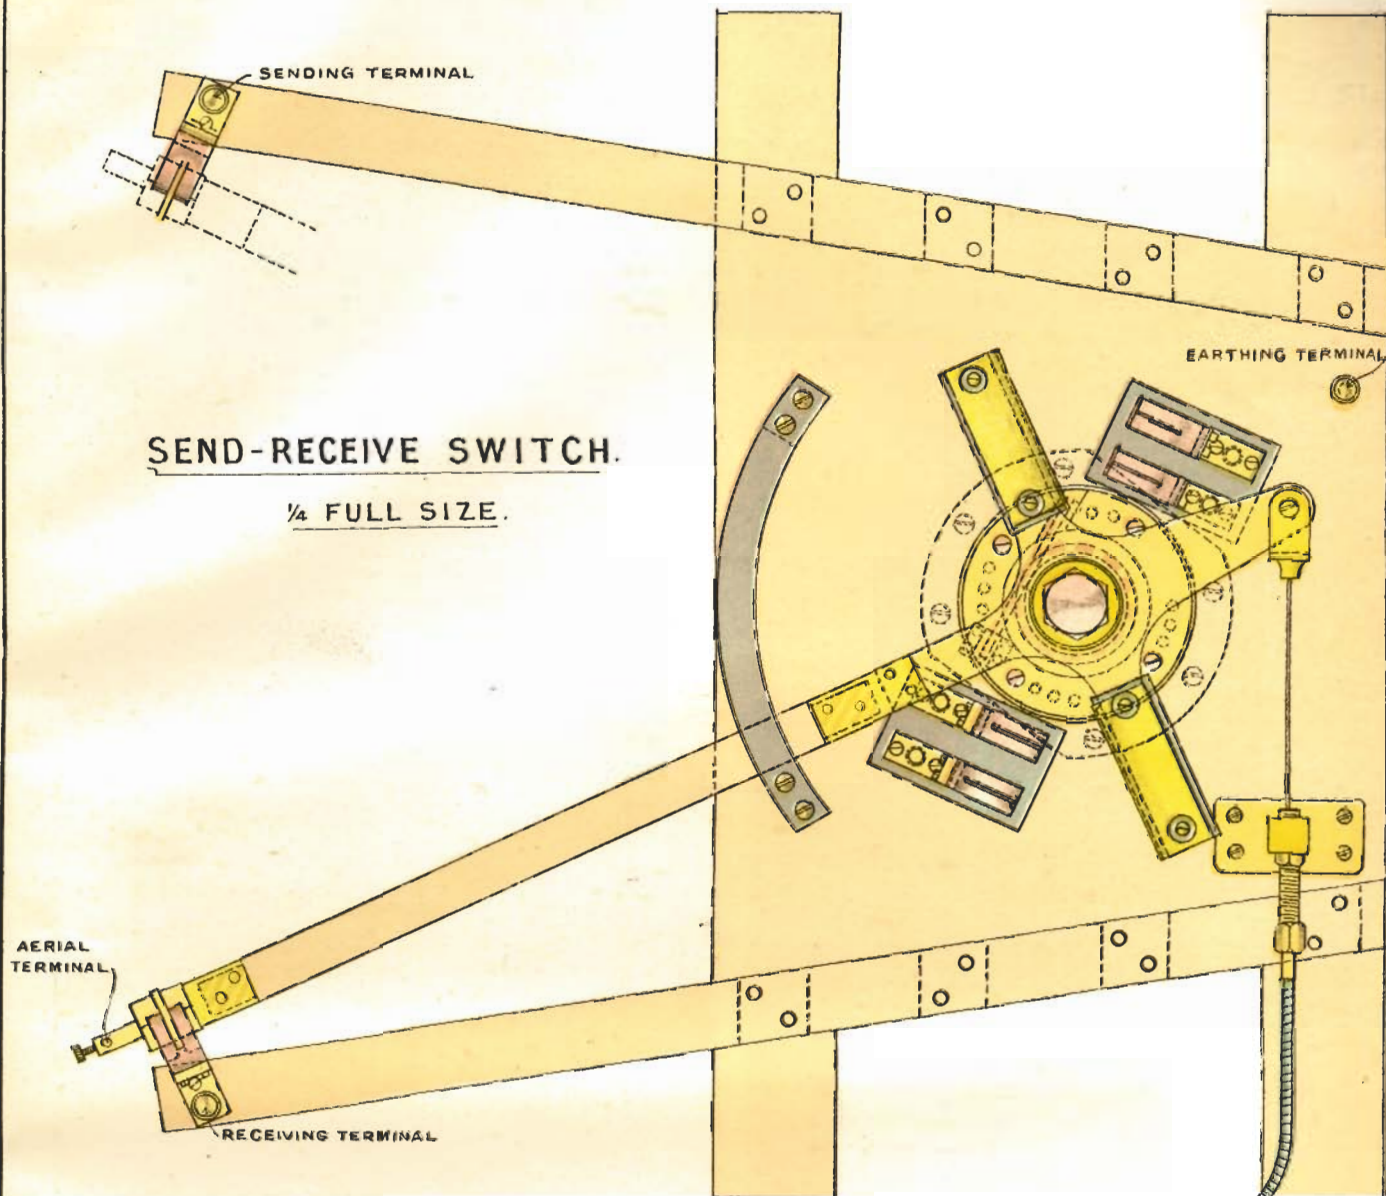 SENDING TERMINAL
EARTHING TERMINAL
SEND-RECEIVE SWITCH.
¼ FULL SIZE.
AERIAL
TERMINAL
RECEIVING TERMINAL